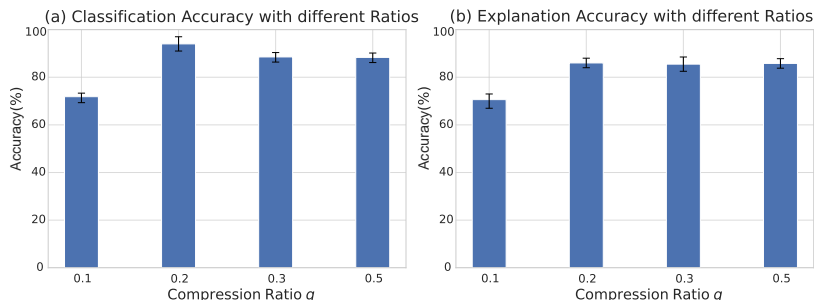 (a) Classification Accuracy with different Ratios
100
80
60
40
20
0
Accuracy(%)
0.1 0.2 0.3 0.5
Compression Ratio q
(b) Explanation Accuracy with different Ratios
100
80
60
40
20
0
Accuracy(%)
0.1 0.2 0.3 0.5
Compression Ratio q